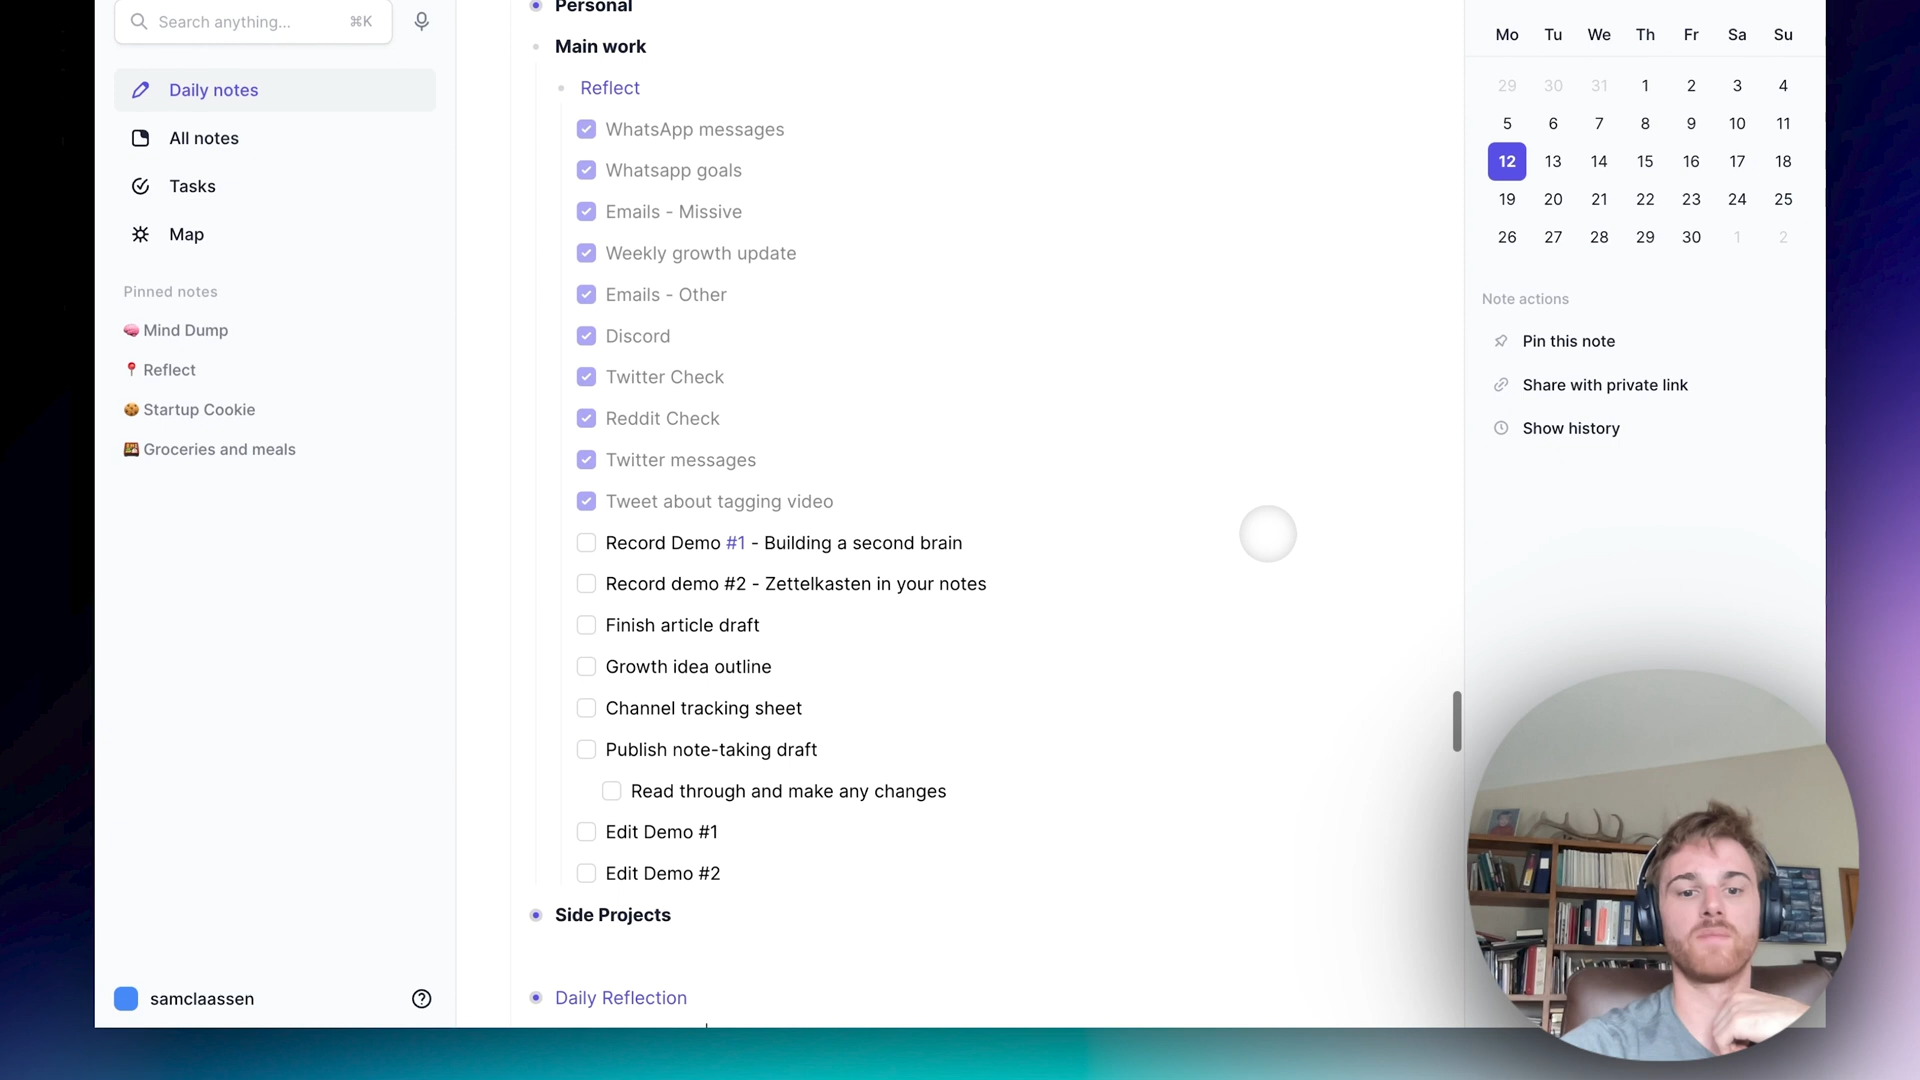 Search anything... ⌘K
Daily notes
All notes
Tasks
Map
Pinned notes
🧠 Mind Dump
📍 Reflect
🍪 Startup Cookie
🍱 Groceries and meals
samclaassen
Personal
Main work
Reflect
WhatsApp messages
Whatsapp goals
Emails - Missive
Weekly growth update
Emails - Other
Discord
Twitter Check
Reddit Check
Twitter messages
Tweet about tagging video
Record Demo #1 - Building a second brain
Record demo #2 - Zettelkasten in your notes
Finish article draft
Growth idea outline
Channel tracking sheet
Publish note-taking draft
Read through and make any changes
Edit Demo #1
Edit Demo #2
Side Projects
Daily Reflection
Mo Tu We Th Fr Sa Su
29 30 31 1 2 3 4
5 6 7 8 9 10 11
12 13 14 15 16 17 18
19 20 21 22 23 24 25
26 27 28 29 30 1 2
Note actions
Pin this note
Share with private link
Show history